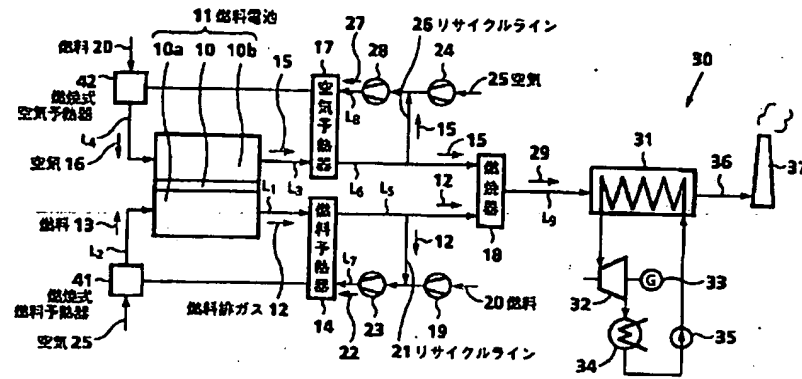 11 燃料電池
燃料 20
10a 10 10b
42
燃焼式
空気予熱器
L4
空気 16
燃料 13
L2
41
燃焼式
燃料予熱器
空気 25
15
L3
L1
12
燃料排ガス 12
17
空気予熱器
14
燃料予熱器
26 リサイクルライン
27
28
24
25 空気
L8
15
L6
15
L5
12
12
L7
22
23
19
20 燃料
21 リサイクルライン
燃焼器
18
29
L9
30
31
36
37
32
G
33
34
35